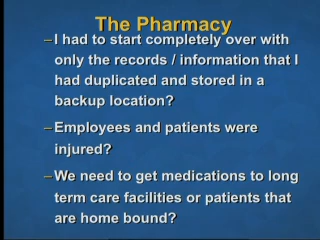 The Pharmacy
– I had to start completely over with
only the records / information that I
had duplicated and stored in a
backup location?
– Employees and patients were
injured?
– We need to get medications to long
term care facilities or patients that
are home bound?